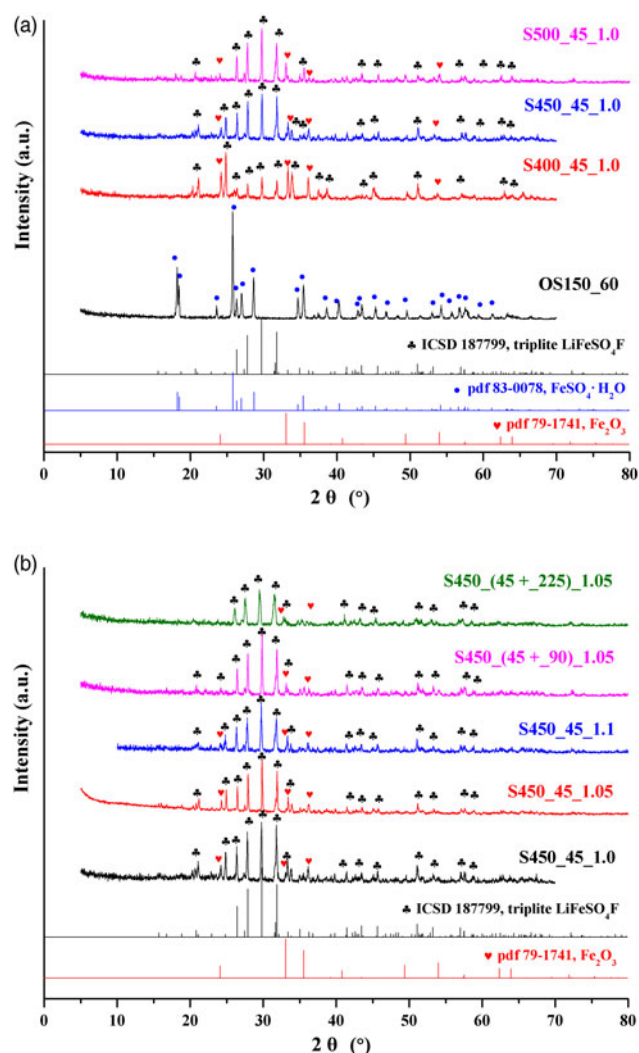 (a)
S500_45_1.0
S450_45_1.0
S400_45_1.0
OS150_60
♣ ICSD 187799, triplite LiFeSO₄F
• pdf 83-0078, FeSO₄· H₂O
♥ pdf 79-1741, Fe₂O₃
Intensity (a.u.)
0 10 20 30 40 50 60 70 80
2 θ (°)
(b)
S450_(45 +_225)_1.05
S450_(45 +_90)_1.05
S450_45_1.1
S450_45_1.05
S450_45_1.0
♣ ICSD 187799, triplite LiFeSO₄F
♥ pdf 79-1741, Fe₂O₃
Intensity (a.u.)
0 10 20 30 40 50 60 70 80
2 θ (°)